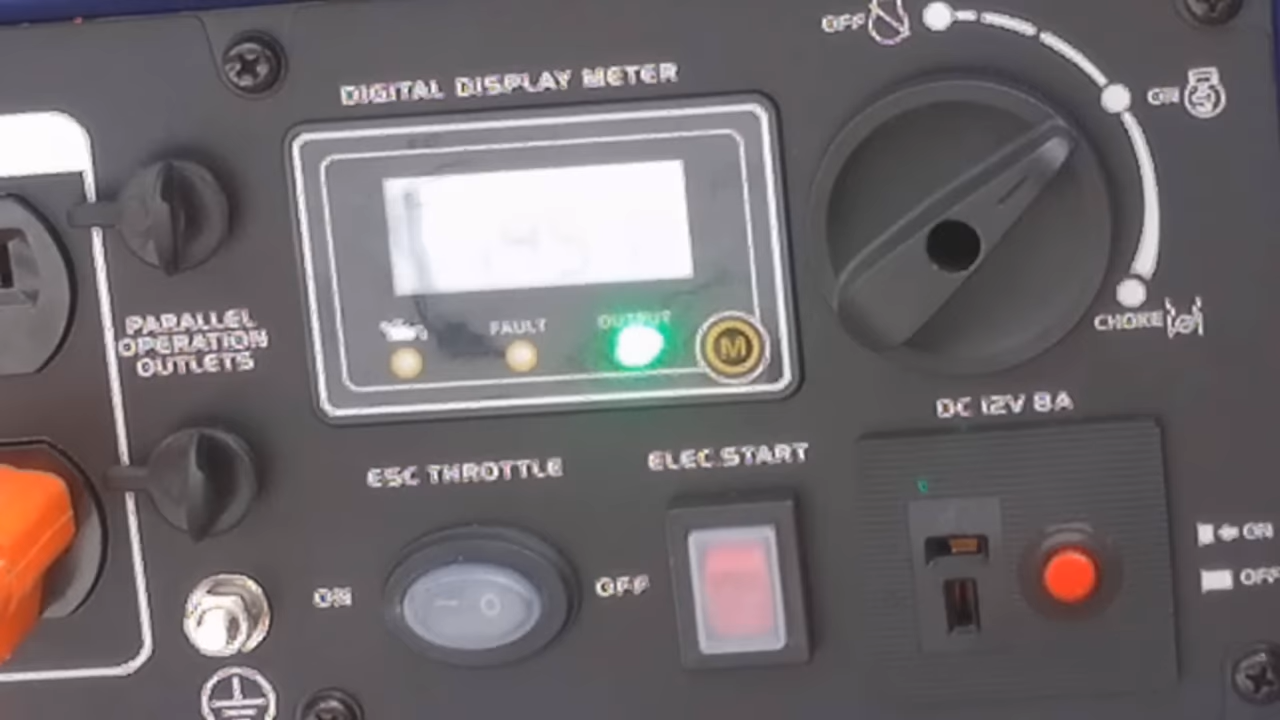 OFF
DIGITAL DISPLAY METER
ON
FAULT
OUTPUT
M
CHOKE
PARALLEL
OPERATION
OUTLETS
DC 12V 8A
ESC THROTTLE
ELEC.START
ON
OFF
ON
OFF